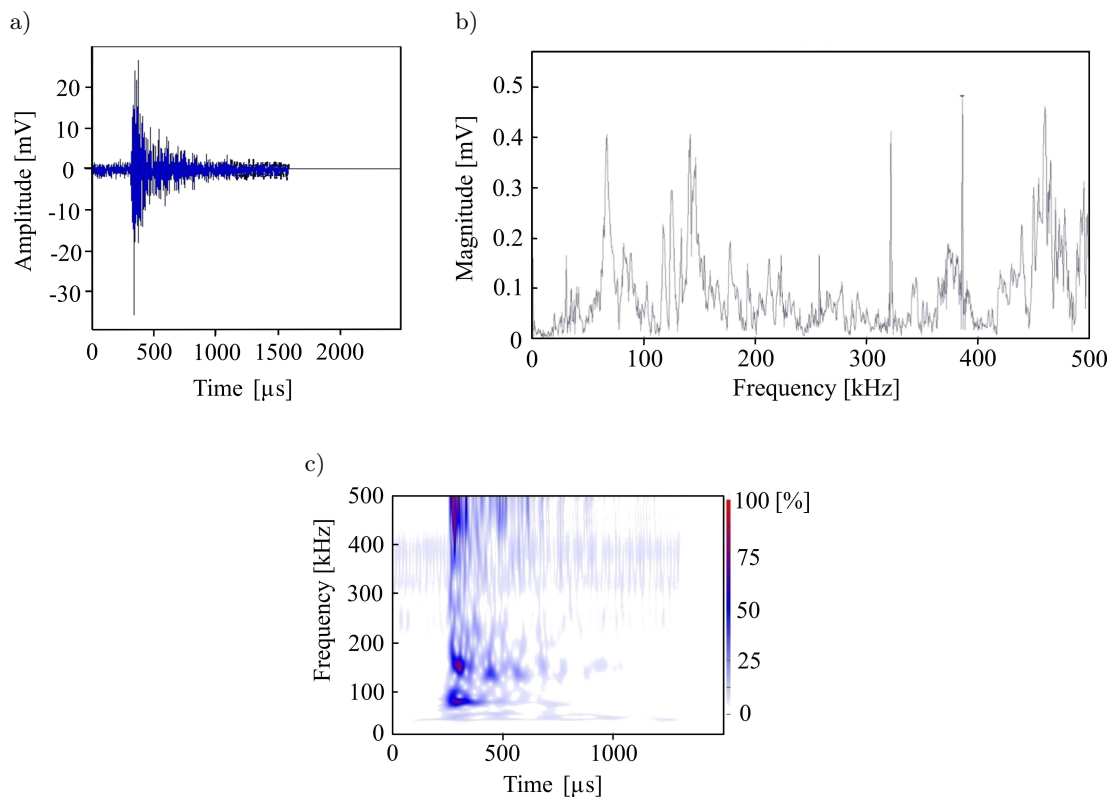 a)
Amplitude [mV]
20
10
0
-10
-20
-30
0 500 1000 1500 2000
Time [µs]
b)
Magnitude [mV]
0.5
0.4
0.3
0.2
0.1
0
0 100 200 300 400 500
Frequency [kHz]
c)
Frequency [kHz]
500
400
300
200
100
0
0 500 1000
Time [µs]
100 [%]
75
50
25
0